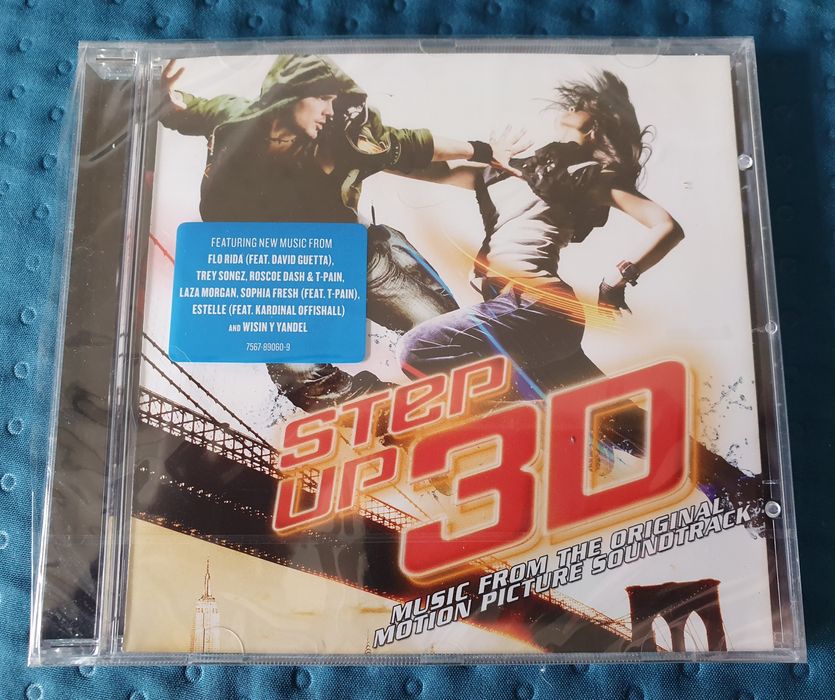 FEATURING NEW MUSIC FROM
FLO RIDA (FEAT. DAVID GUETTA),
TREY SONGZ, ROSCOE DASH & T-PAIN,
LAZA MORGAN, SOPHIA FRESH (FEAT. T-PAIN),
ESTELLE (FEAT. KARDINAL OFFISHALL)
AND WISIN Y YANDEL
7567-89060-9
STEP
UP 3D
MUSIC FROM THE ORIGINAL
MOTION PICTURE SOUNDTRACK